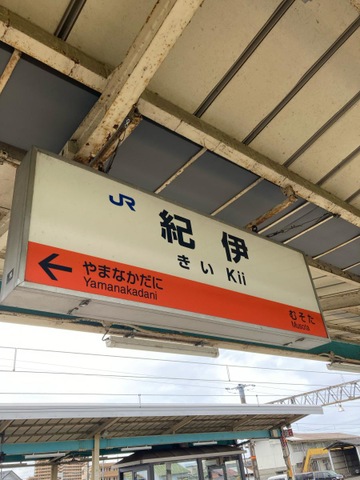 JR 紀伊
きい Kii
← やまなかだに
Yamanakadani
むそた
Musota